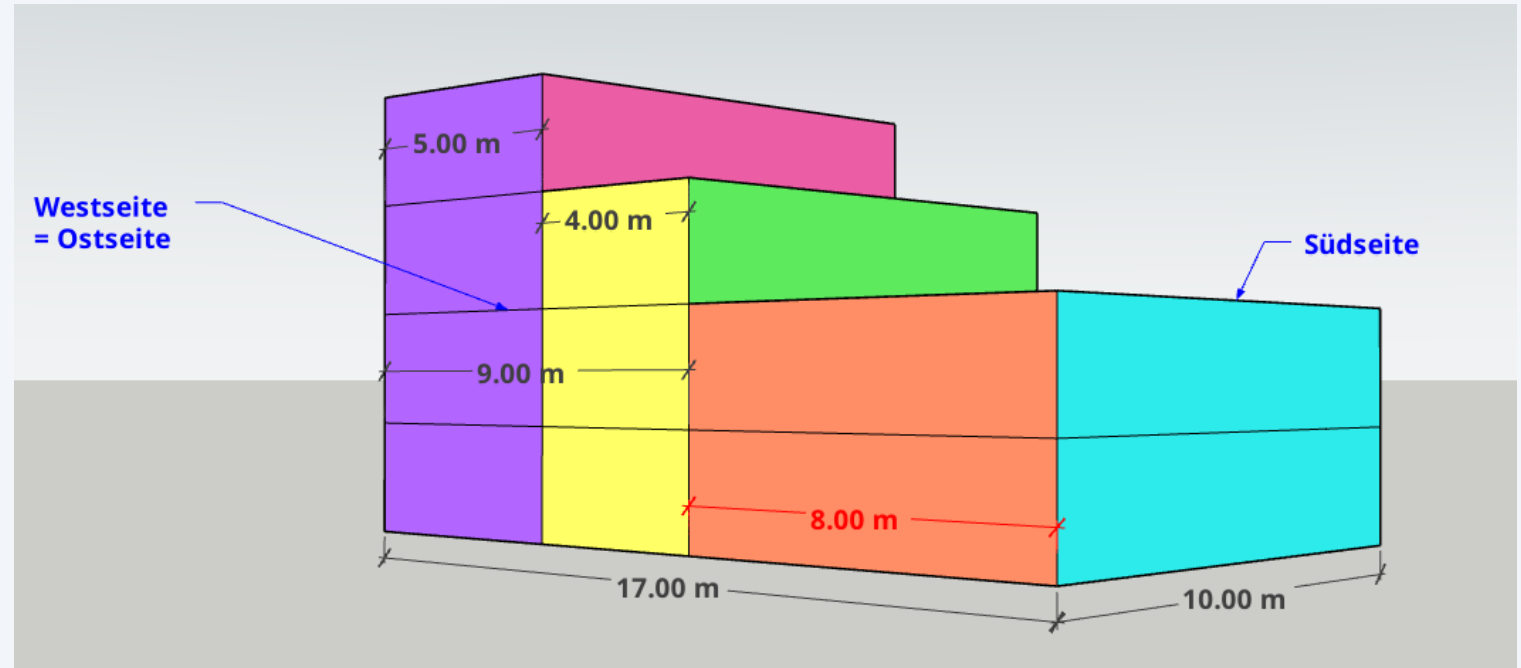 5.00 m
Westseite
= Ostseite
4.00 m
Südseite
9.00 m
8.00 m
17.00 m
10.00 m